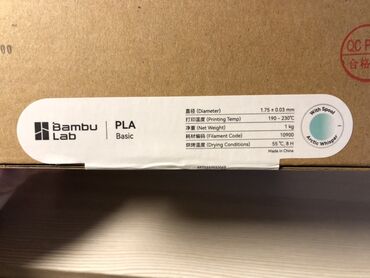 Bambu
Lab
PLA
Basic
直径 (Diameter) 1.75 ± 0.03 mm
打印温度 (Printing Temp) 190 - 230℃
净重 (Net Weight) 1 kg
耗材编码 (Filament Code) 10900
烘烤温度 (Drying Conditions) 55 ℃, 8 H
Made in China
With Spool
Arctic Whisper
QC P
合格
00